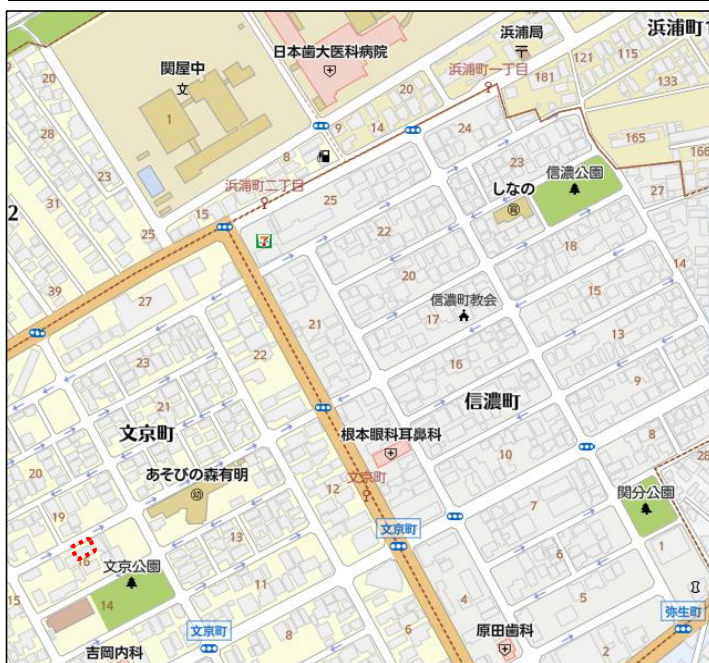 浜浦局
浜浦町1
日本歯大医科病院
関屋中
浜浦町一丁目
20
121
115
181
133
20
28
1
9
14
24
165
166
8
23
23
信濃公園
31
浜浦町二丁目
しなの
27
2
15
25
25
22
18
14
39
20
信濃町教会
15
27
21
17
13
23
22
16
9
信濃町
21
文京町
根本眼科耳鼻科
8
10
28
20
あそびの森有明
文京町
12
関分公園
19
7
13
文京町
16
文京公園
6
1
11
4
15
14
5
弥生町
文京町
8
6
原田歯科
吉岡内科
2